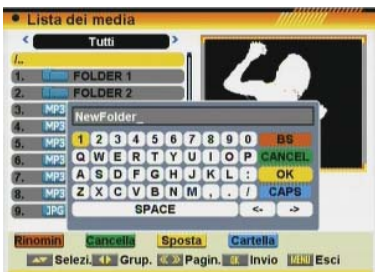 Lista dei media
Tutti
/..
1. FOLDER 1
2. FOLDER 2
3. MP3
4. MP3
5. MP3
6. MP3
7. MP3
8. MP3
9. JPG
NewFolder_
1 2 3 4 5 6 7 8 9 0 BS
Q W E R T Y U I O P CANCEL
A S D F G H J K L : OK
Z X C V B N M , . / CAPS
SPACE <- ->
Rinomin Cancella Sposta Cartella
Selezi. Grup. Pagin. OK Invio MENU Esci